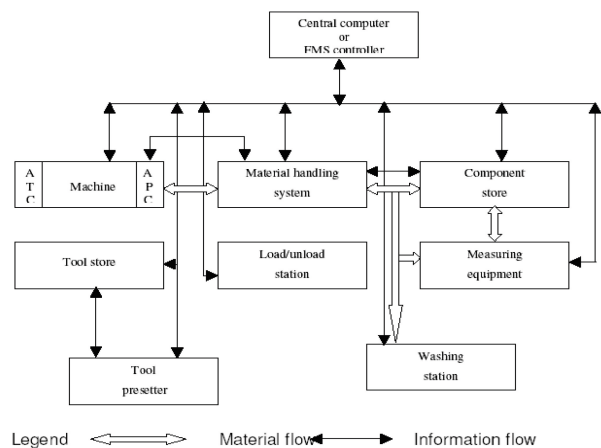 Central computer
or
FMS controller
A
T
C
Machine
A
P
C
Material handling
system
Component
store
Tool store
Load/unload
station
Measuring
equipment
Tool
presetter
Washing
station
Legend Material flow Information flow